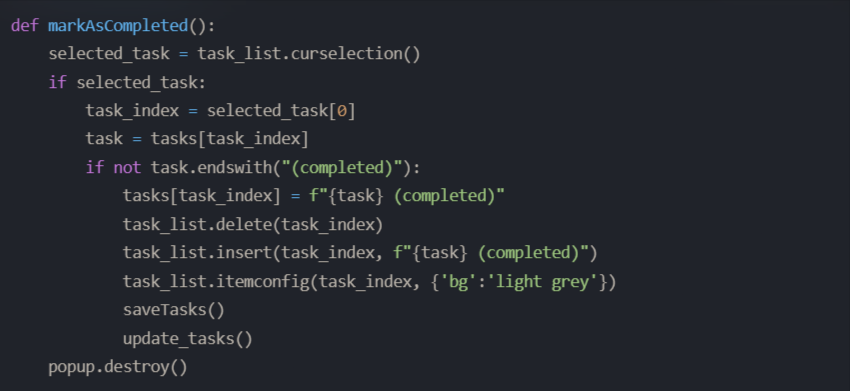 def markAsCompleted():
    selected_task = task_list.curselection()
    if selected_task:
        task_index = selected_task[0]
        task = tasks[task_index]
        if not task.endswith("(completed)"):
            tasks[task_index] = f"{task} (completed)"
            task_list.delete(task_index)
            task_list.insert(task_index, f"{task} (completed)")
            task_list.itemconfig(task_index, {'bg':'light grey'})
            saveTasks()
            update_tasks()
    popup.destroy()